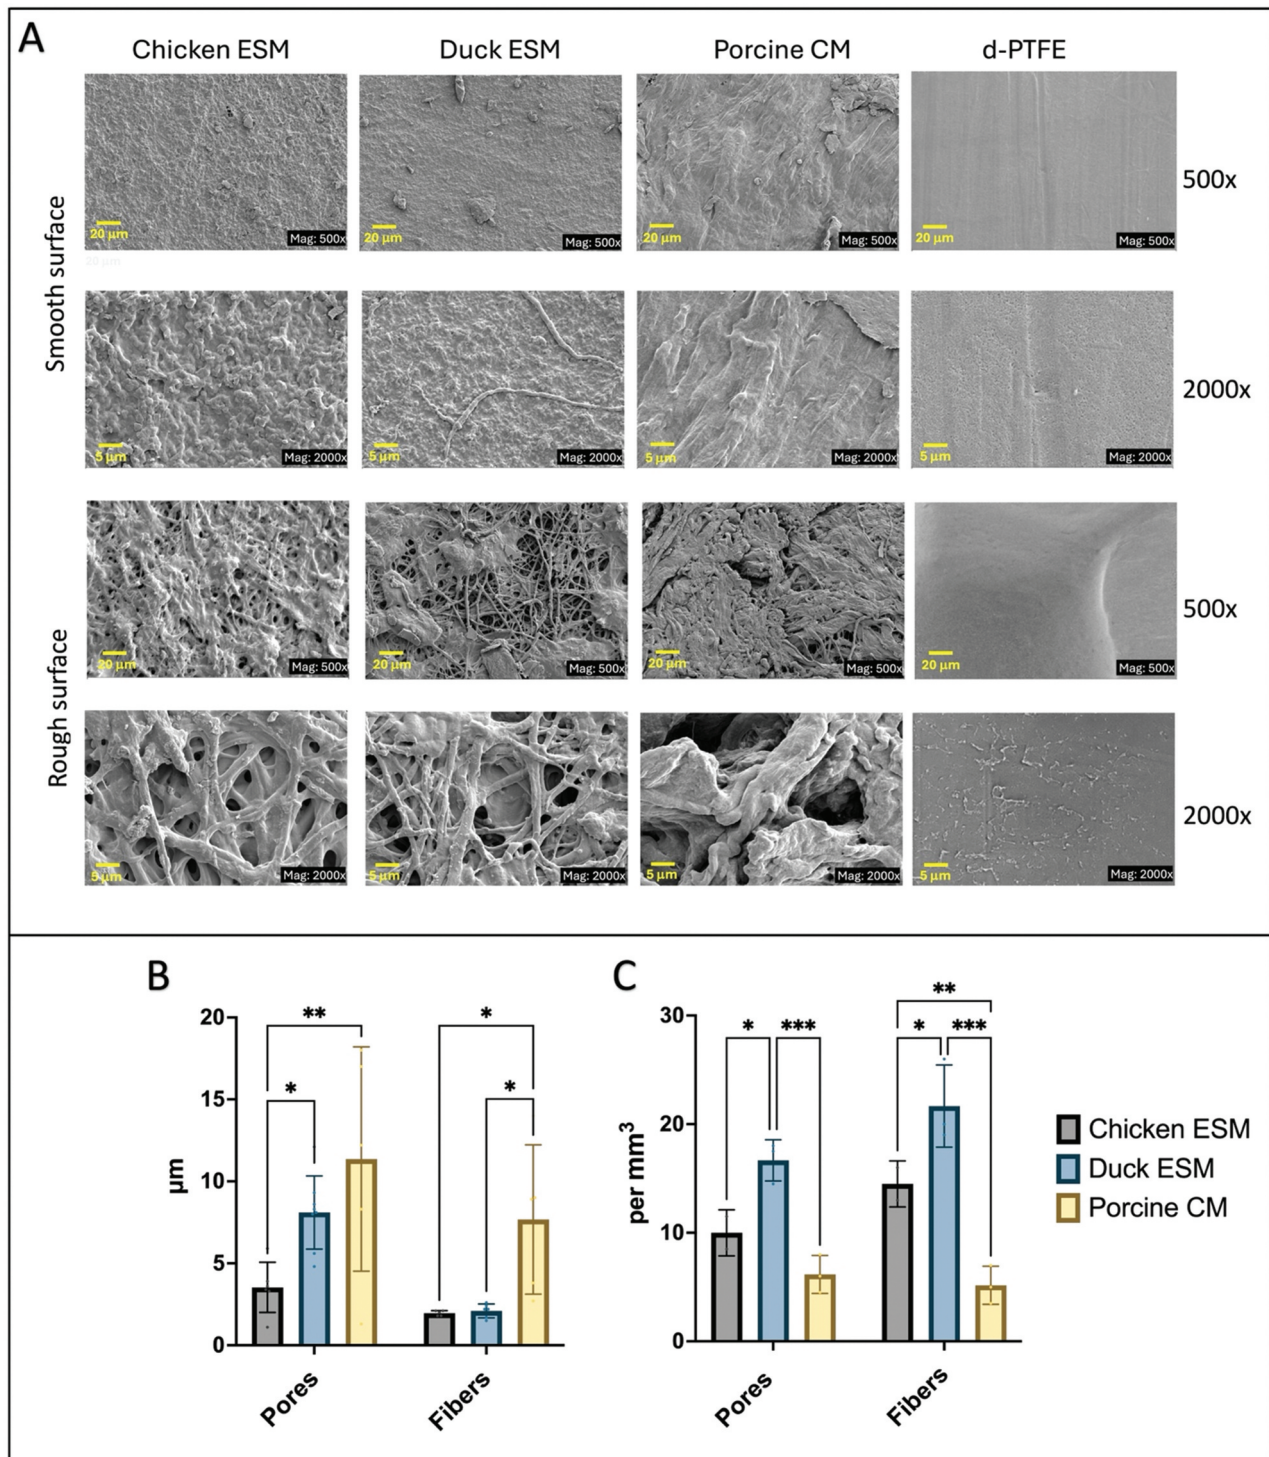 A
Chicken ESM Duck ESM Porcine CM d-PTFE
Smooth surface
20 µm Mag: 500x 20 µm Mag: 500x 20 µm Mag: 500x 20 µm Mag: 500x 500x
20 µm
5 µm Mag: 2000x 5 µm Mag: 2000x 5 µm Mag: 2000x 5 µm Mag: 2000x 2000x
Rough surface
20 µm Mag: 500x 20 µm Mag: 500x 20 µm Mag: 500x 20 µm Mag: 500x 500x
5 µm Mag: 2000x 5 µm Mag: 2000x 5 µm Mag: 2000x 5 µm Mag: 2000x 2000x
B
µm
20
15
10
5
0
** * * *
Pores Fibers
C
per mm³
30
20
10
0
* *** ** * ***
Pores Fibers
Chicken ESM
Duck ESM
Porcine CM